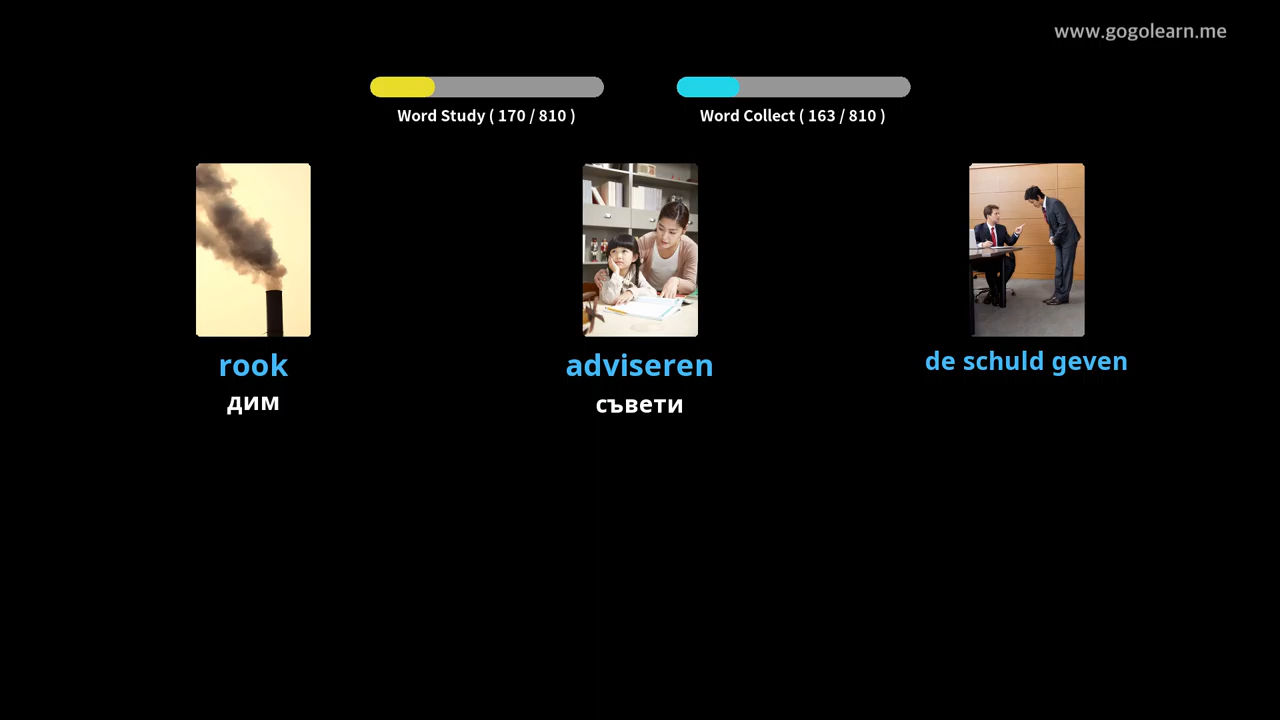 www.gogolearn.me
Word Study ( 170 / 810 )
Word Collect ( 163 / 810 )
rook
adviseren
de schuld geven
дим
съвети